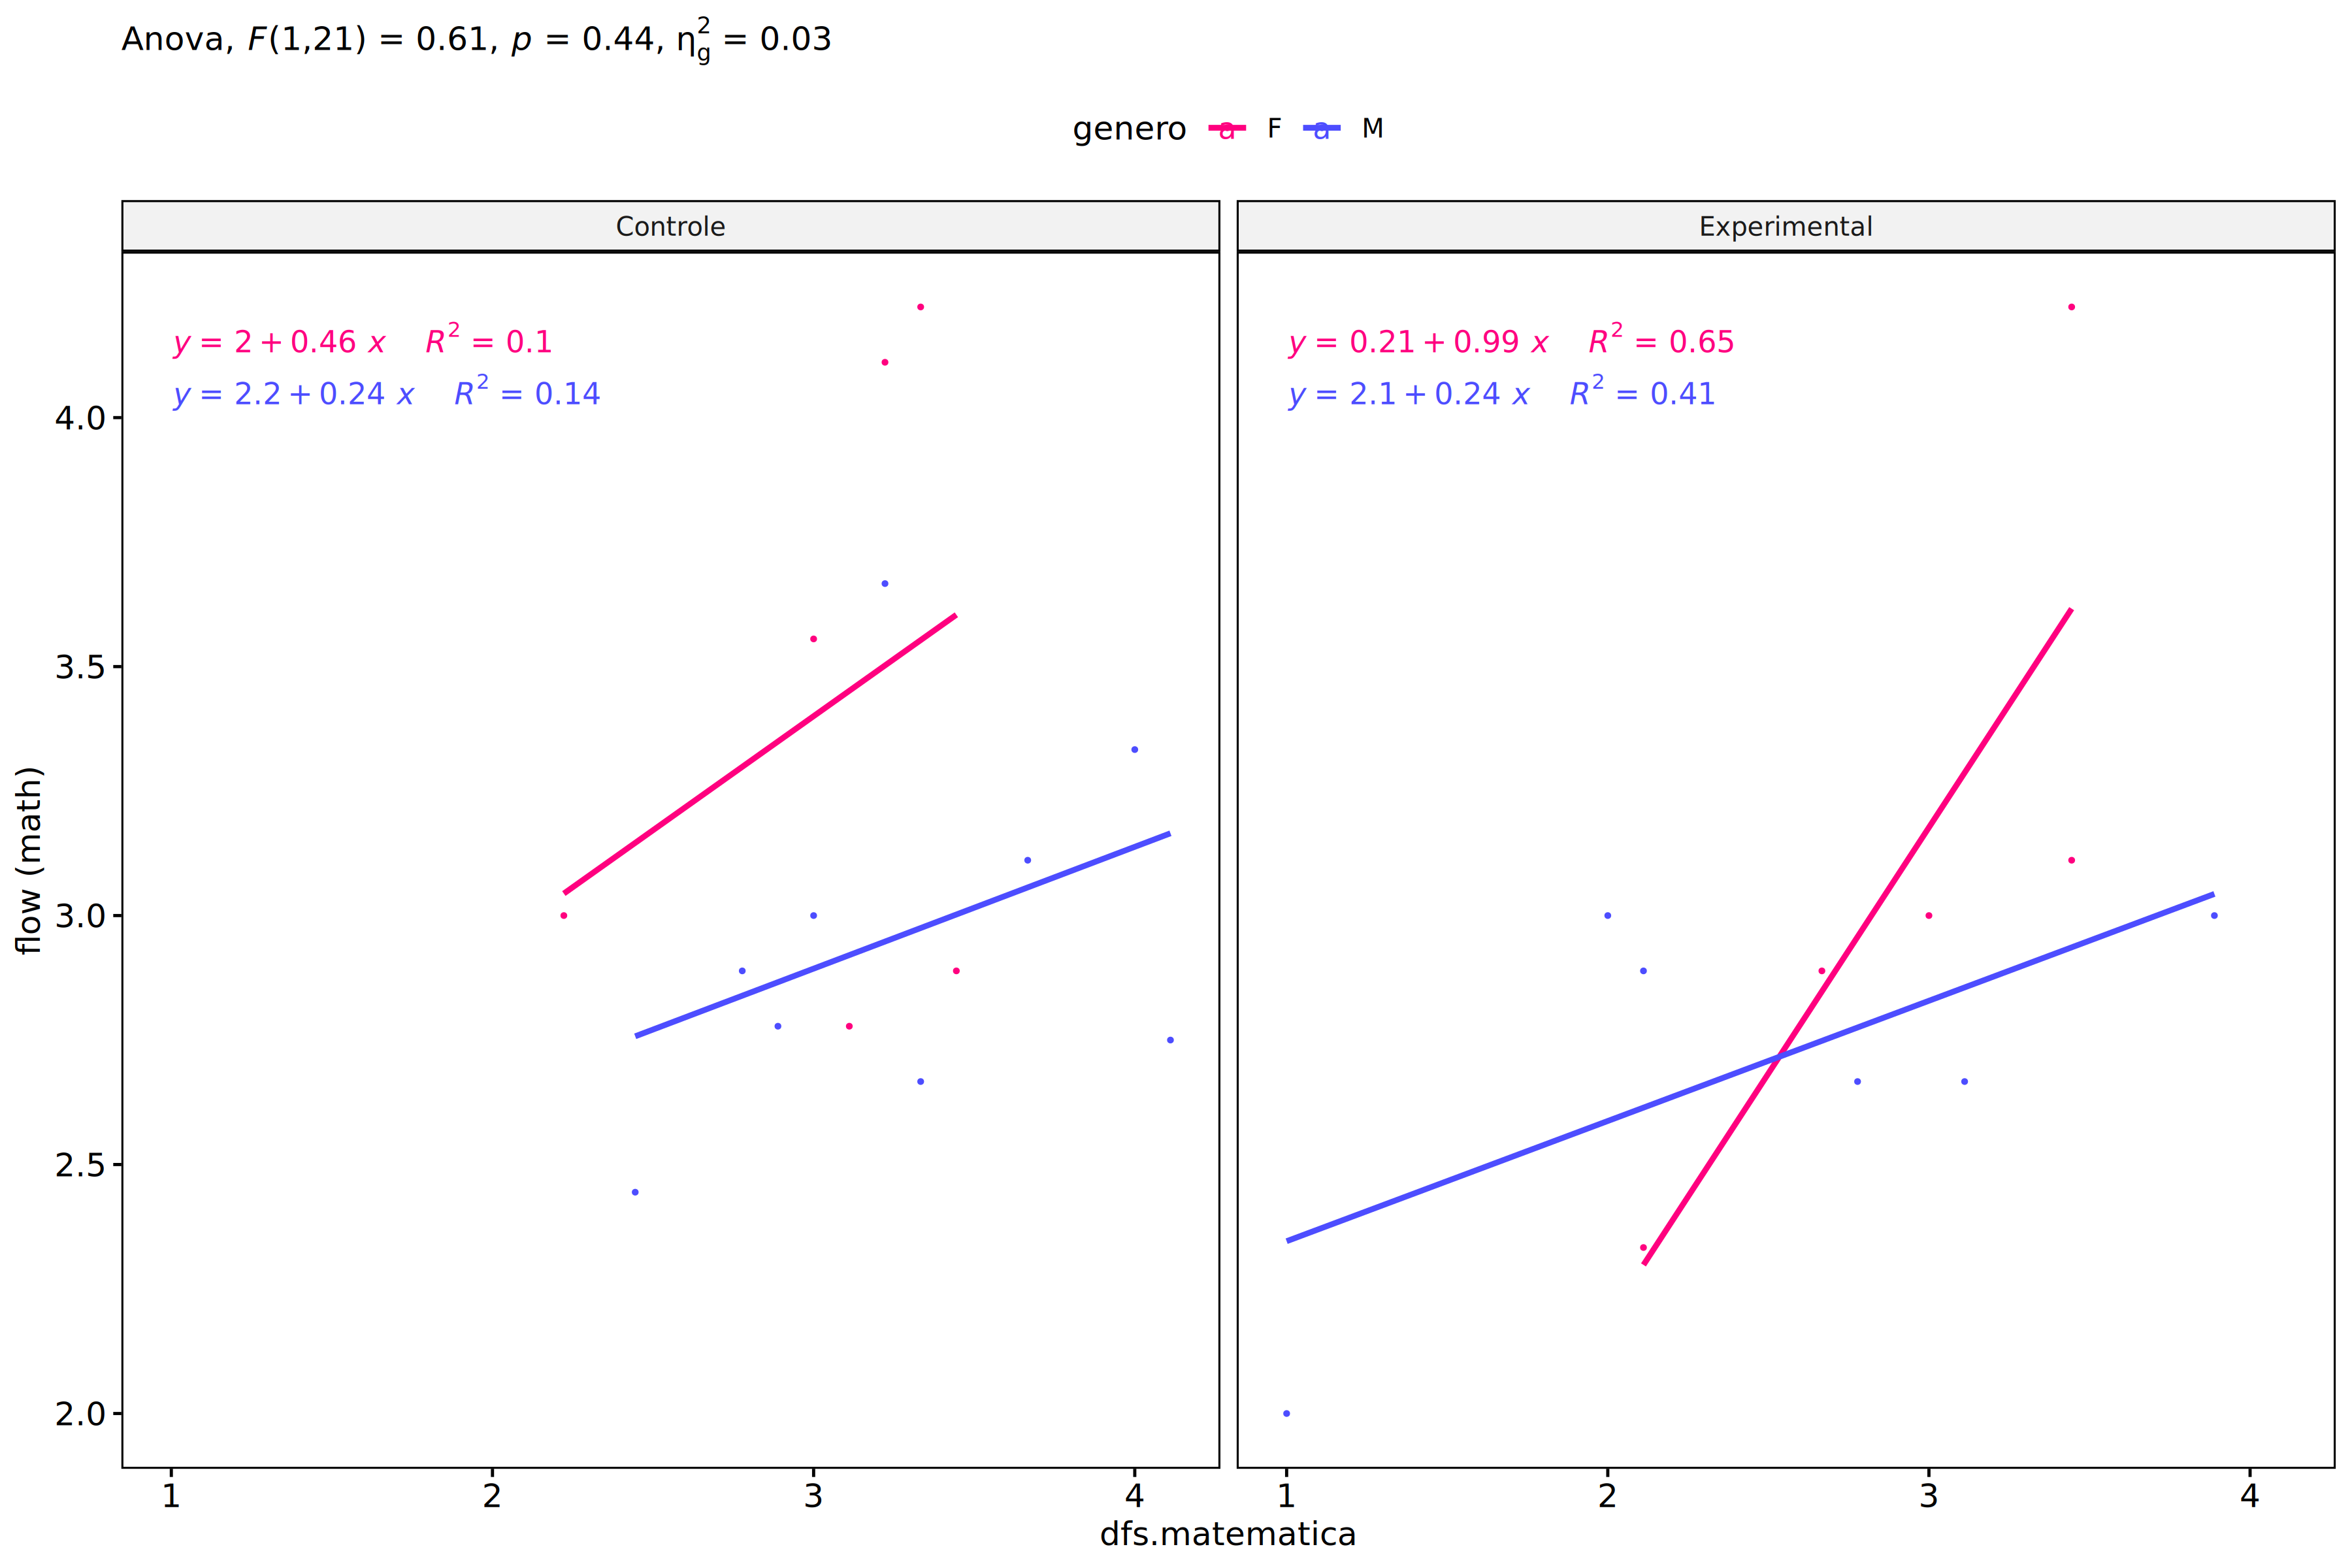 Anova, F(1,21) = 0.61, p = 0.44, η²g = 0.03
genero a F a M
Controle
Experimental
y = 2 + 0.46 x R² = 0.1
y = 2.2 + 0.24 x R² = 0.14
y = 0.21 + 0.99 x R² = 0.65
y = 2.1 + 0.24 x R² = 0.41
flow (math)
4.0
3.5
3.0
2.5
2.0
1 2 3 4
1 2 3 4
dfs.matematica